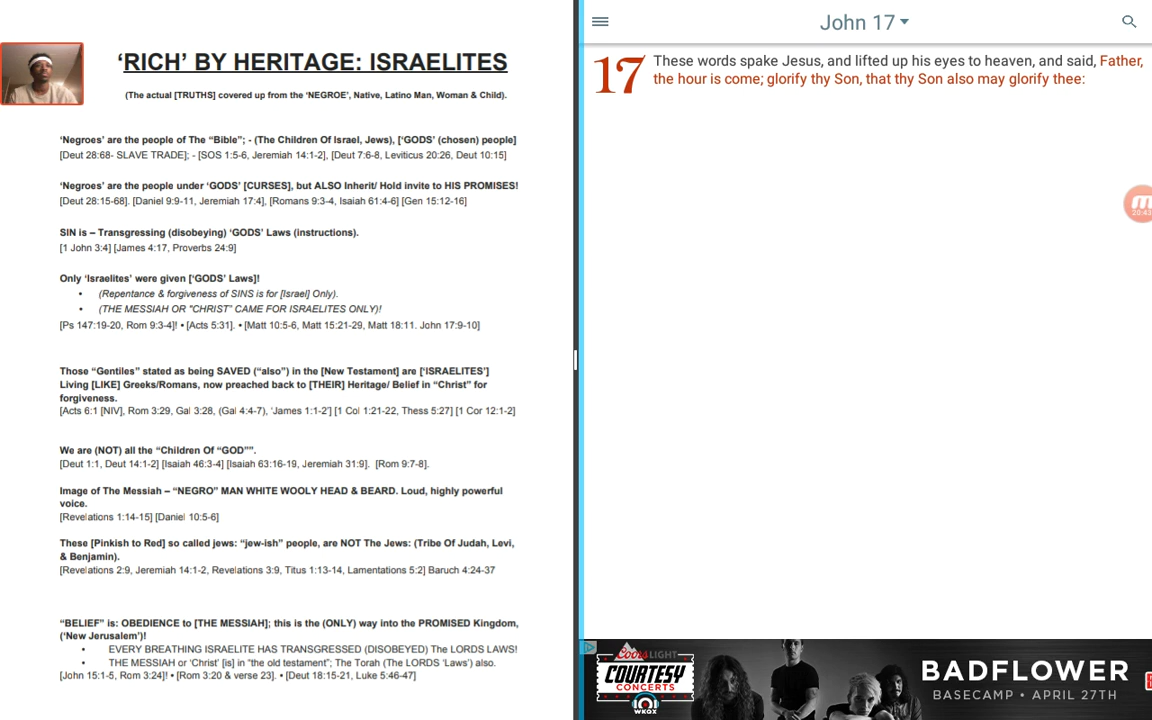 ‘RICH’ BY HERITAGE: ISRAELITES
(The actual [TRUTHS] covered up from the ‘NEGROE’, Native, Latino Man, Woman & Child).
‘Negroes’ are the people of The “Bible”; - (The Children Of Israel, Jews), [‘GODS’ (chosen) people]
[Deut 28:68- SLAVE TRADE]; - [SOS 1:5-6, Jeremiah 14:1-2], [Deut 7:6-8, Leviticus 20:26, Deut 10:15]
‘Negroes’ are the people under ‘GODS’ [CURSES], but ALSO Inherit/ Hold invite to HIS PROMISES!
[Deut 28:15-68]. [Daniel 9:9-11, Jeremiah 17:4], [Romans 9:3-4, Isaiah 61:4-6] [Gen 15:12-16]
SIN is – Transgressing (disobeying) ‘GODS’ Laws (instructions).
[1 John 3:4] [James 4:17, Proverbs 24:9]
Only ‘Israelites’ were given [‘GODS’ Laws]!
• (Repentance & forgiveness of SINS is for [Israel] Only).
• (THE MESSIAH OR "CHRIST" CAME FOR ISRAELITES ONLY)!
[Ps 147:19-20, Rom 9:3-4]! • [Acts 5:31]. • [Matt 10:5-6, Matt 15:21-29, Matt 18:11. John 17:9-10]
Those “Gentiles” stated as being SAVED (“also”) in the [New Testament] are [‘ISRAELITES’]
Living [LIKE] Greeks/Romans, now preached back to [THEIR] Heritage/ Belief in “Christ” for
forgiveness.
[Acts 6:1 [NIV], Rom 3:29, Gal 3:28, (Gal 4:4-7), ‘James 1:1-2’] [1 Col 1:21-22, Thess 5:27] [1 Cor 12:1-2]
We are (NOT) all the “Children Of “GOD””.
[Deut 1:1, Deut 14:1-2] [Isaiah 46:3-4] [Isaiah 63:16-19, Jeremiah 31:9]. [Rom 9:7-8].
Image of The Messiah – “NEGRO” MAN WHITE WOOLY HEAD & BEARD. Loud, highly powerful
voice.
[Revelations 1:14-15] [Daniel 10:5-6]
These [Pinkish to Red] so called jews: “jew-ish” people, are NOT The Jews: (Tribe Of Judah, Levi,
& Benjamin).
[Revelations 2:9, Jeremiah 14:1-2, Revelations 3:9, Titus 1:13-14, Lamentations 5:2] Baruch 4:24-37
“BELIEF” is: OBEDIENCE to [THE MESSIAH]; this is the (ONLY) way into the PROMISED Kingdom,
(‘New Jerusalem’)!
• EVERY BREATHING ISRAELITE HAS TRANSGRESSED (DISOBEYED) The LORDS LAWS!
• THE MESSIAH or ‘Christ’ [is] in “the old testament”; The Torah (The LORDS ‘Laws’) also.
[John 15:1-5, Rom 3:24]! • [Rom 3:20 & verse 23]. • [Deut 18:15-21, Luke 5:46-47]
John 17
17 These words spake Jesus, and lifted up his eyes to heaven, and said, Father,
the hour is come; glorify thy Son, that thy Son also may glorify thee:
20:43
Coors LIGHT
COURTESY
CONCERTS
WKQX
BADFLOWER
BASECAMP • APRIL 27TH